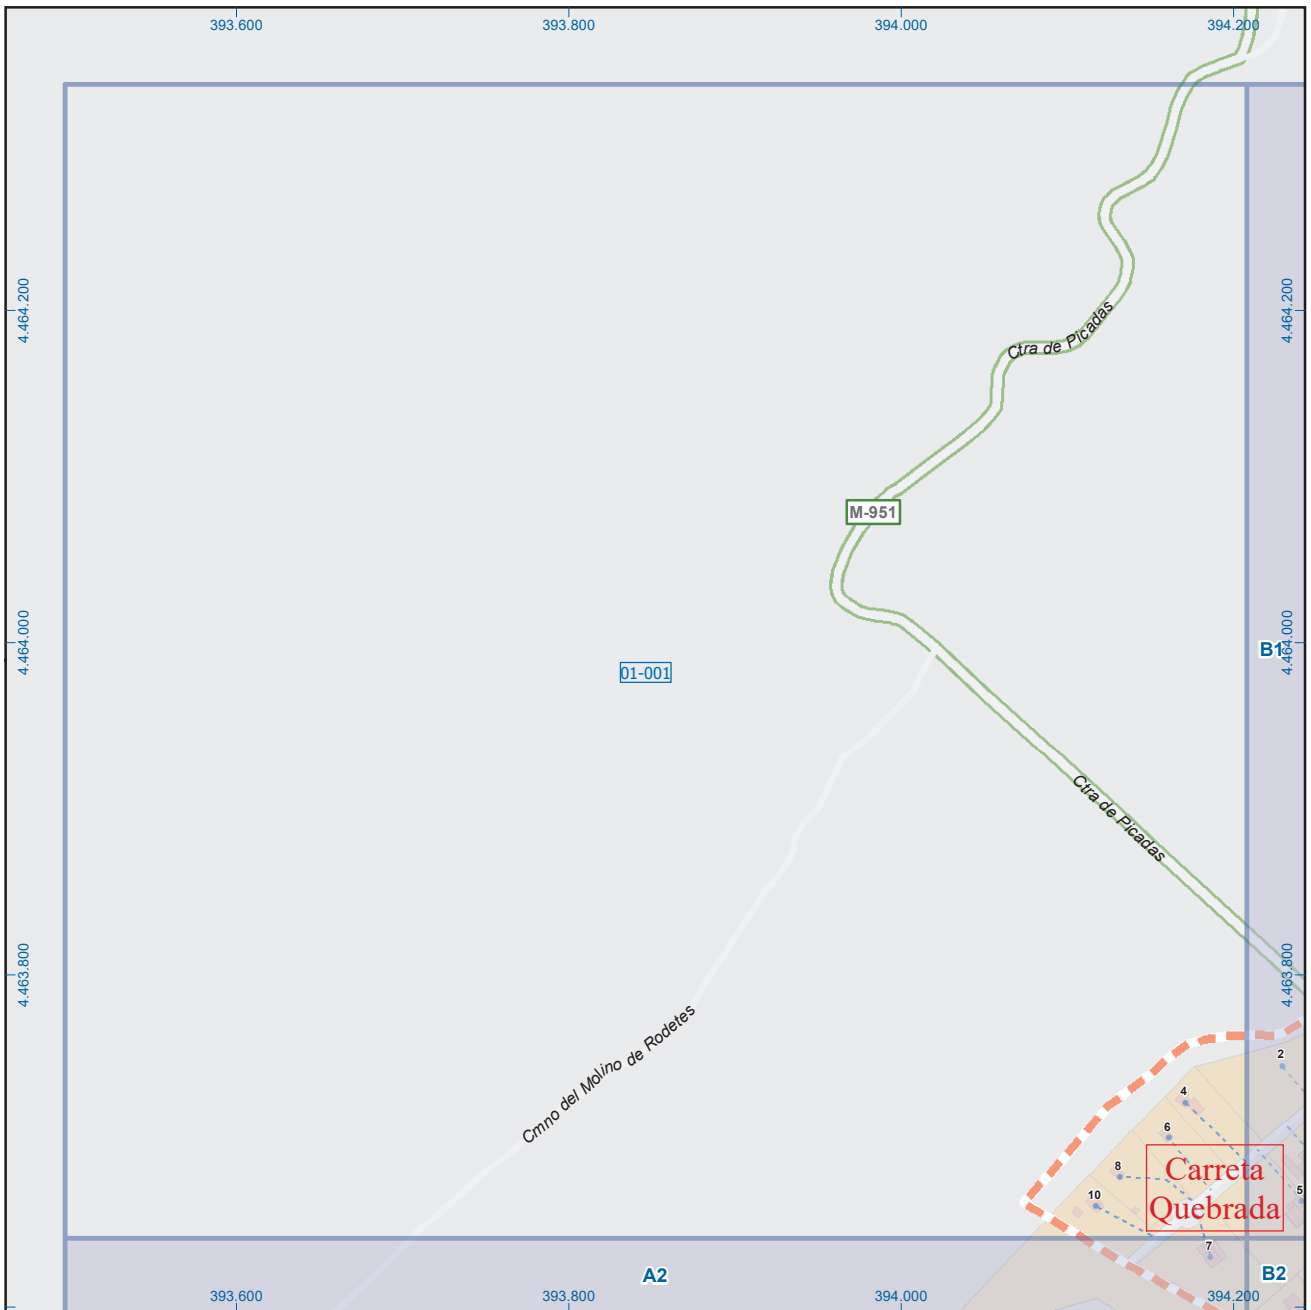 393.600
393.800
394.000
394.200
4.464.200
4.464.200
Ctra de Picadas
M-951
4.464.000
4.464.000
B1
01-001
Ctra de Picadas
4.463.800
4.463.800
Cmno del Molino de Rodetes
2
4
6
8
Carreta
Quebrada
10
5
7
A2
B2
393.600
393.800
394.000
394.200